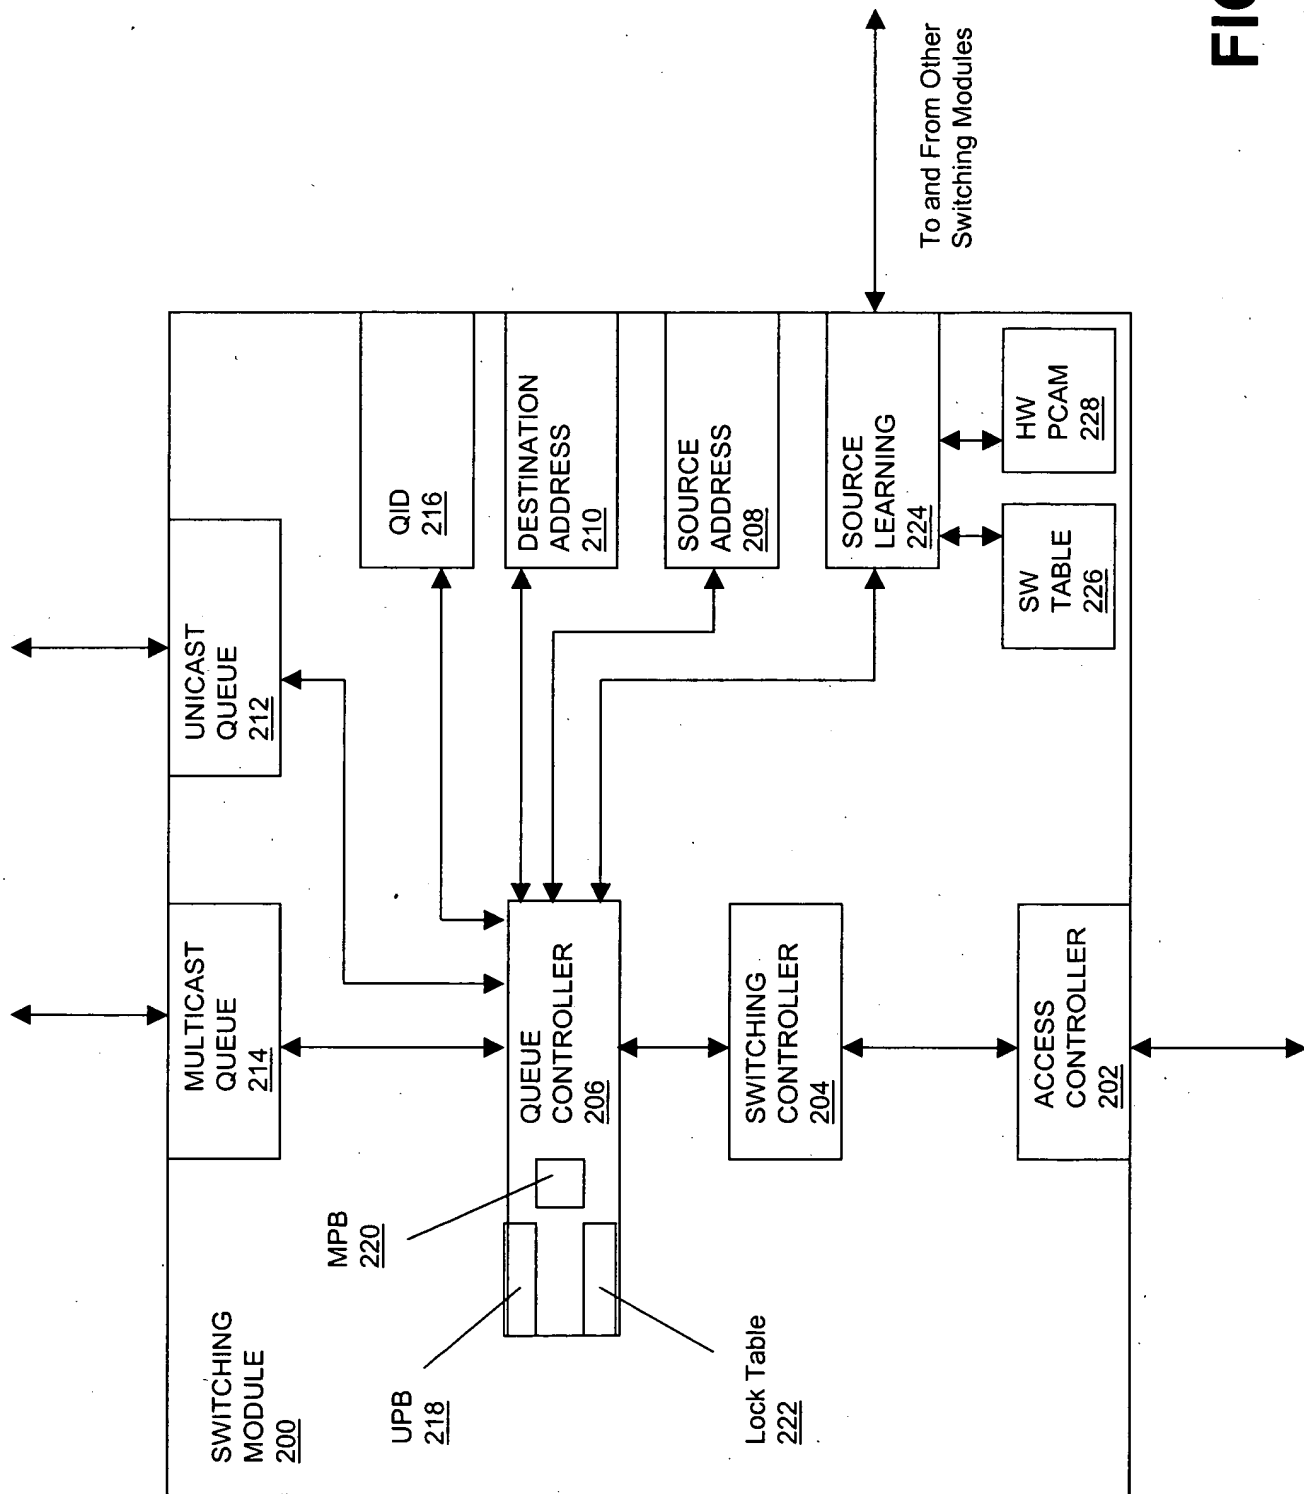 SWITCHING
MODULE
200
MULTICAST
QUEUE
214
UNICAST
QUEUE
212
MPB
220
UPB
218
QID
216
QUEUE
CONTROLLER
206
DESTINATION
ADDRESS
210
SOURCE
ADDRESS
208
Lock Table
222
SWITCHING
CONTROLLER
204
SOURCE
LEARNING
224
To and From Other
Switching Modules
ACCESS
CONTROLLER
202
SW
TABLE
226
HW
PCAM
228